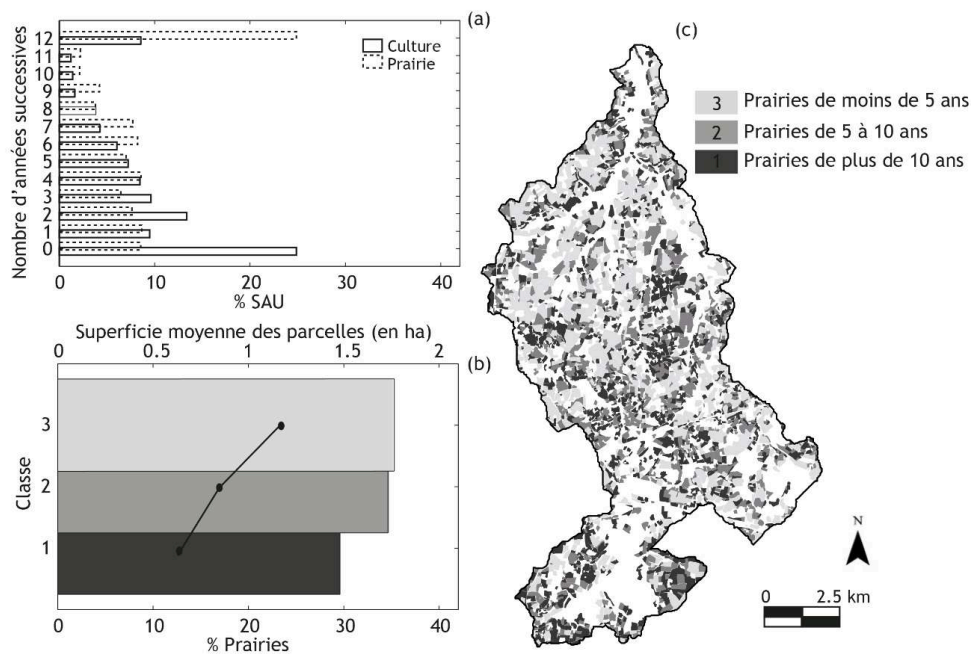 (a)
Nombre d'années successives
12
11
10
9
8
7
6
5
4
3
2
1
0
Culture
Prairie
0 10 20 30 40
% SAU
Superficie moyenne des parcelles (en ha)
0 0.5 1 1.5 2
(b)
Classe
3
2
1
0 10 20 30 40
% Prairies
(c)
3 Prairies de moins de 5 ans
2 Prairies de 5 à 10 ans
1 Prairies de plus de 10 ans
N
0 2.5 km